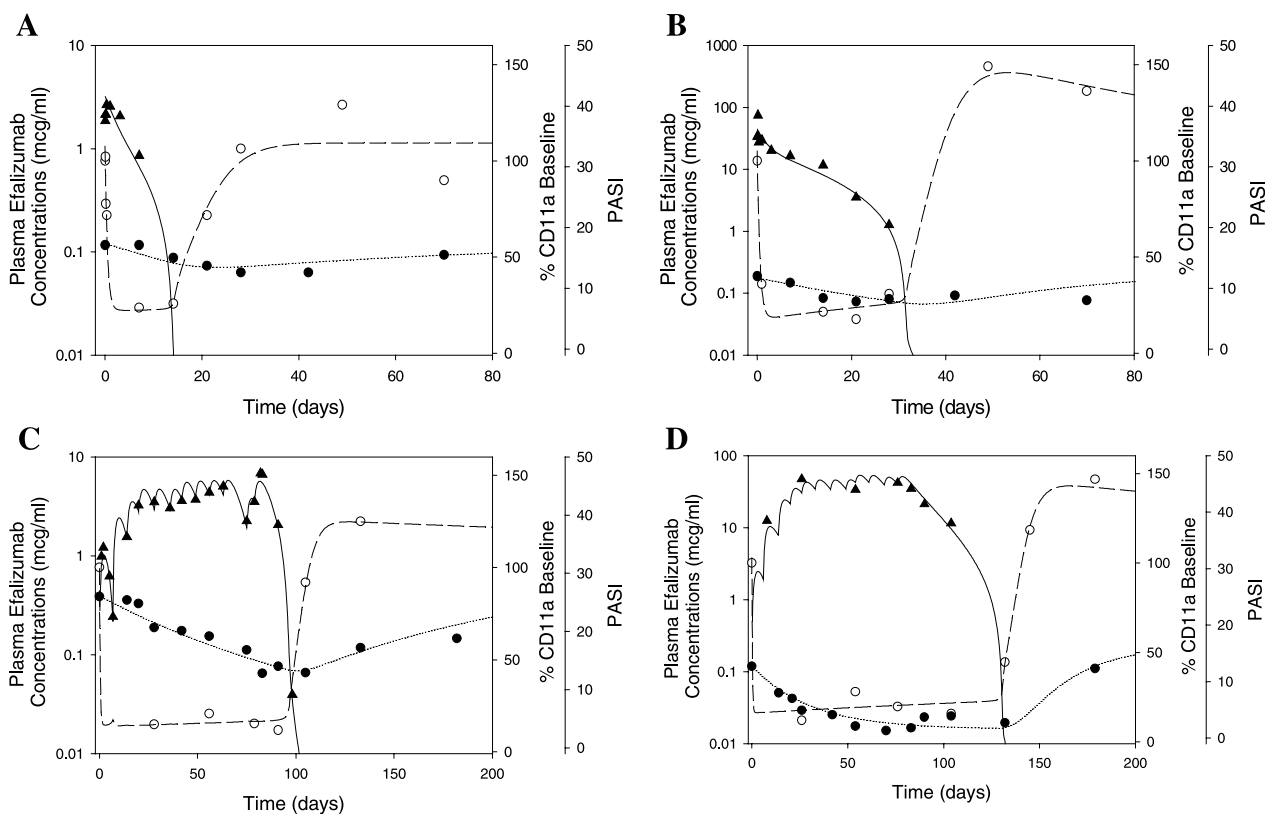 A
Plasma Efalizumab
Concentrations (mcg/ml)
10
1
0.1
0.01
0 20 40 60 80
Time (days)
150
100
50
0
% CD11a Baseline
50
40
30
20
10
0
PASI
B
Plasma Efalizumab
Concentrations (mcg/ml)
1000
100
10
1
0.1
0.01
0 20 40 60 80
Time (days)
150
100
50
0
% CD11a Baseline
50
40
30
20
10
0
PASI
C
Plasma Efalizumab
Concentrations (mcg/ml)
10
1
0.1
0.01
0 50 100 150 200
Time (days)
150
100
50
0
% CD11a Baseline
50
40
30
20
10
0
PASI
D
Plasma Efalizumab
Concentrations (mcg/ml)
100
10
1
0.1
0.01
0 50 100 150 200
Time (days)
150
100
50
0
% CD11a Baseline
50
40
30
20
10
0
PASI